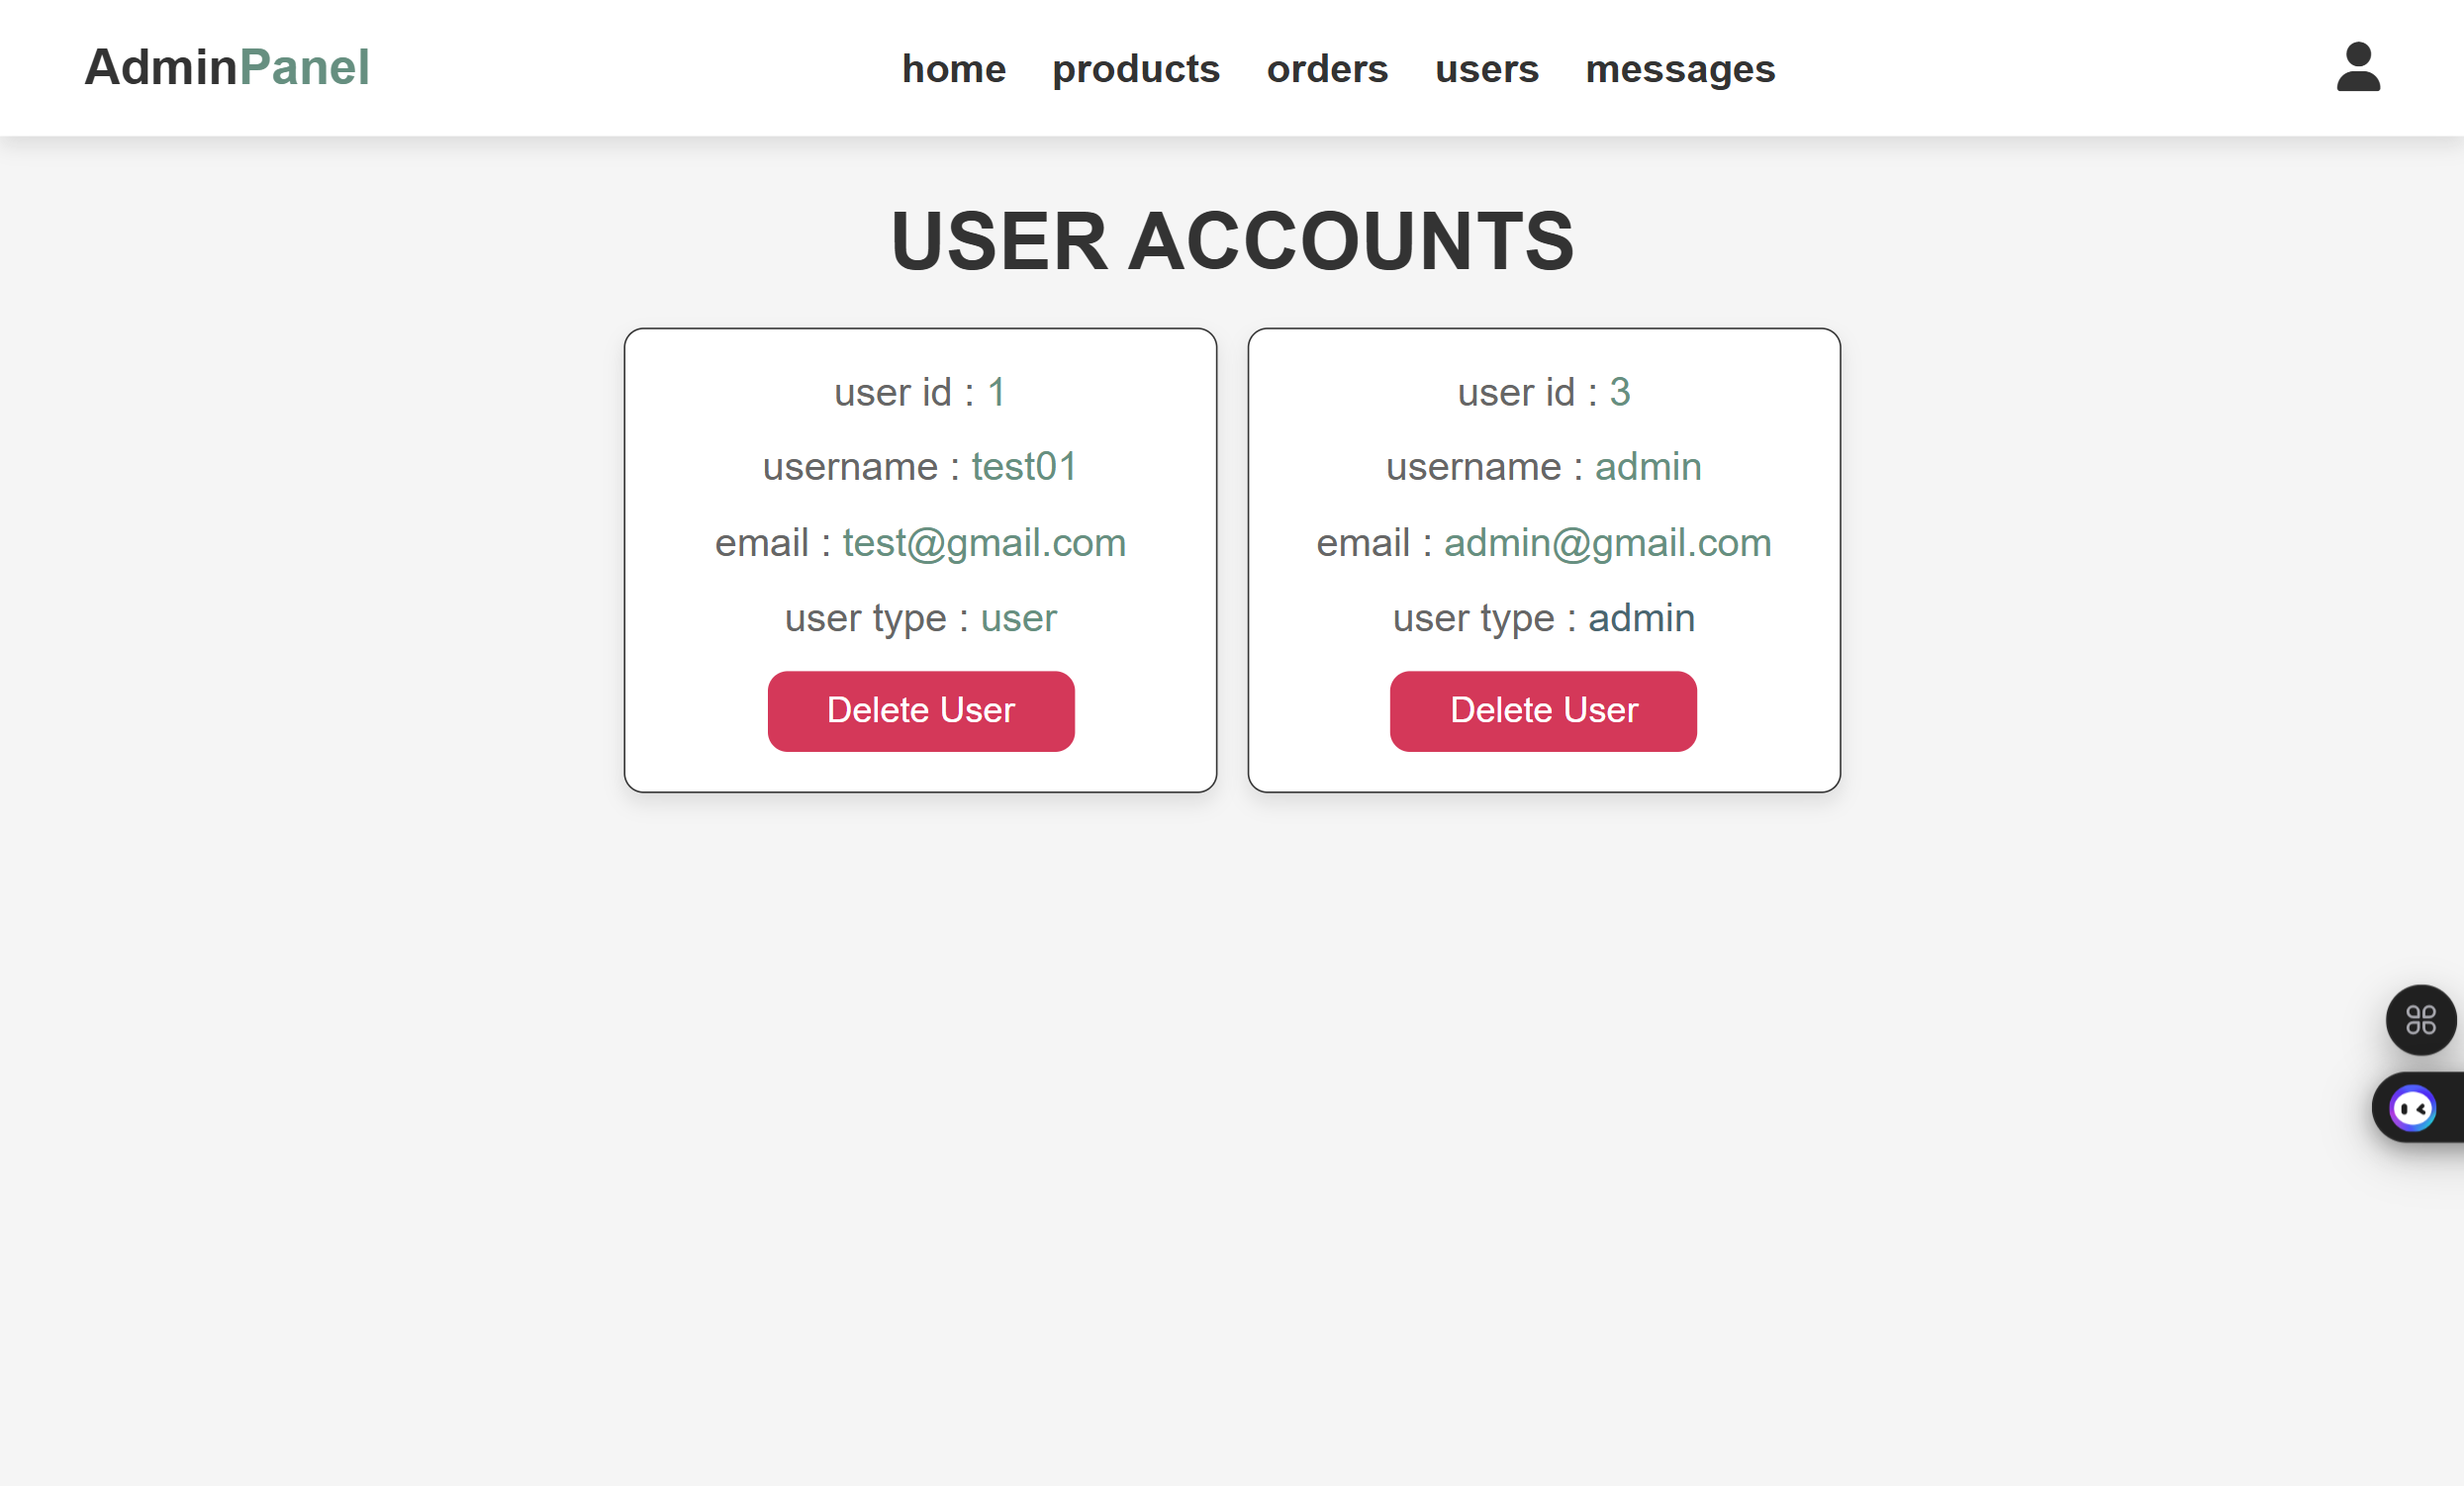 AdminPanel
home products orders users messages
USER ACCOUNTS
user id : 1
username : test01
email : test@gmail.com
user type : user
Delete User
user id : 3
username : admin
email : admin@gmail.com
user type : admin
Delete User